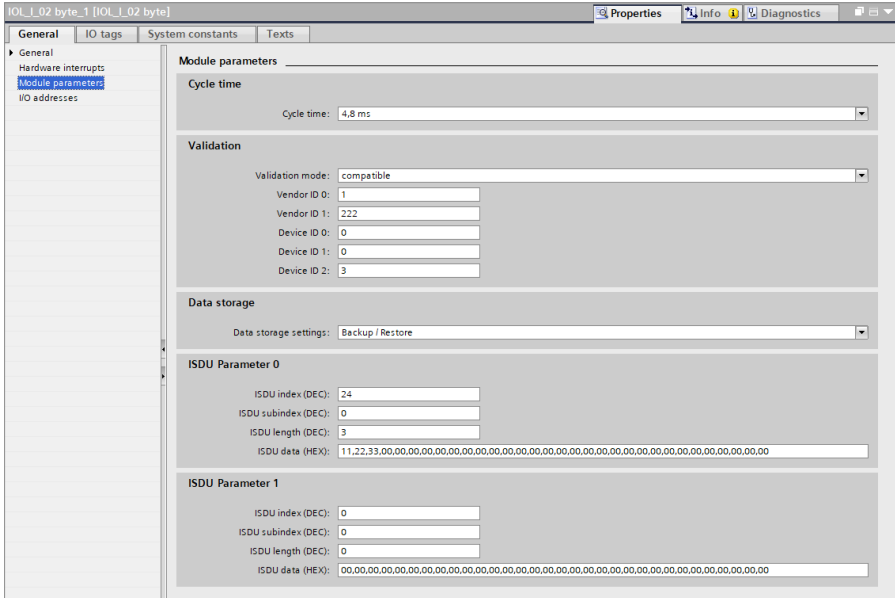 IOL_I_02 byte_1 [IOL_I_02 byte]
Properties Info Diagnostics
General IO tags System constants Texts
General
Hardware interrupts
Module parameters
I/O addresses
Module parameters
Cycle time
Cycle time: 4,8 ms
Validation
Validation mode: compatible
Vendor ID 0: 1
Vendor ID 1: 222
Device ID 0: 0
Device ID 1: 0
Device ID 2: 3
Data storage
Data storage settings: Backup / Restore
ISDU Parameter 0
ISDU index (DEC): 24
ISDU subindex (DEC): 0
ISDU length (DEC): 3
ISDU data (HEX): 11,22,33,00,00,00,00,00,00,00,00,00,00,00,00,00,00,00,00,00,00,00,00,00,00,00,00,00,00,00,00,00
ISDU Parameter 1
ISDU index (DEC): 0
ISDU subindex (DEC): 0
ISDU length (DEC): 0
ISDU data (HEX): 00,00,00,00,00,00,00,00,00,00,00,00,00,00,00,00,00,00,00,00,00,00,00,00,00,00,00,00,00,00,00,00